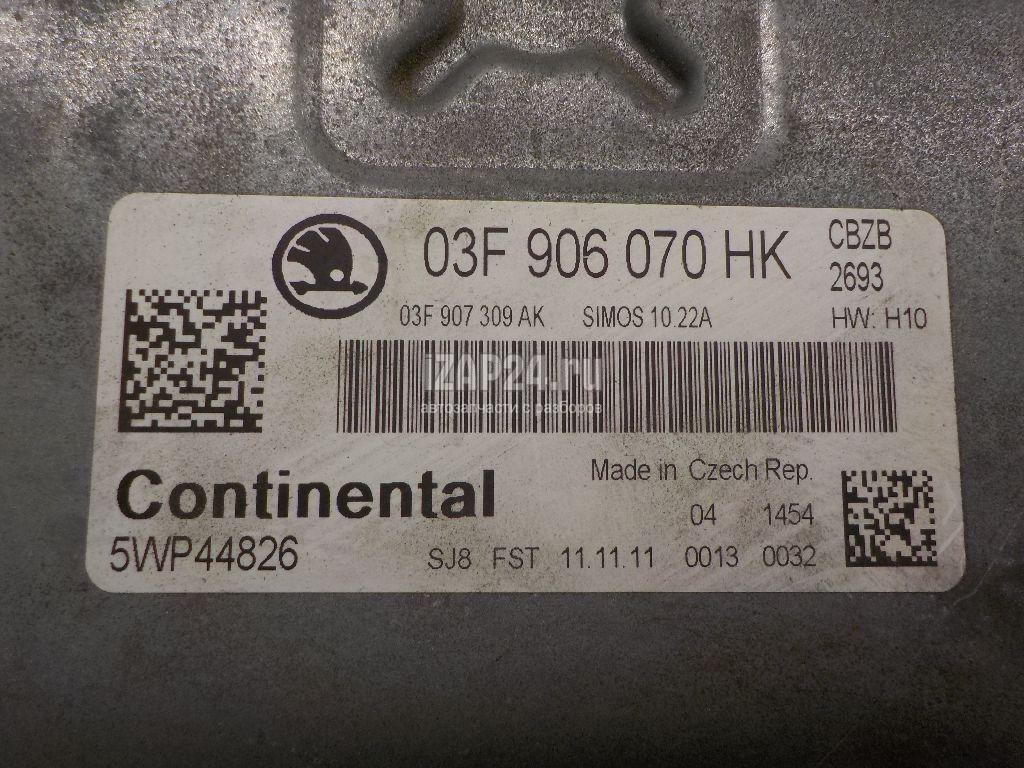 03F 906 070 HK
CBZB
2693
03F 907 309 AK SIMOS 10.22A HW: H10
iZAP24.ru
автозапчасти с разборов
Continental
Made in Czech Rep.
04 1454
5WP44826
SJ8 FST 11.11.11 0013 0032